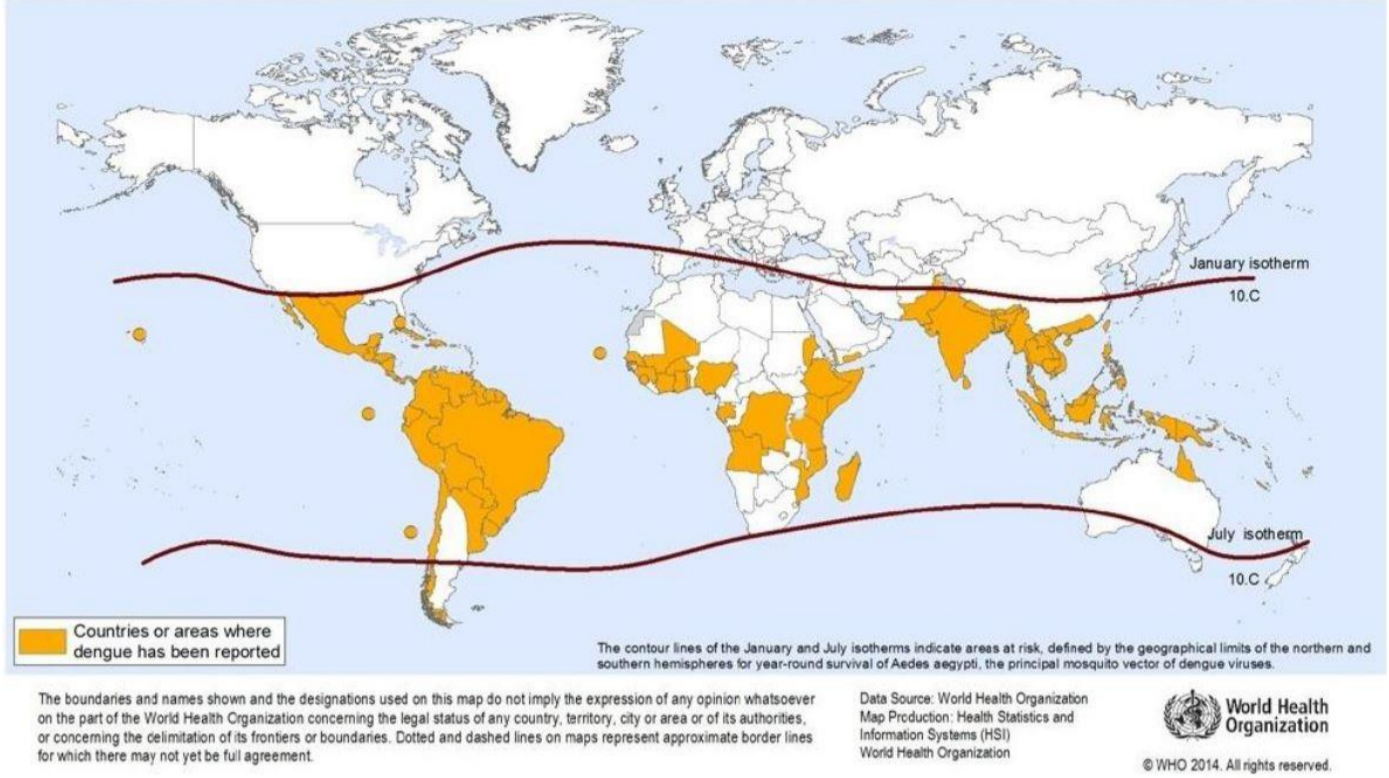 January isotherm
10.C
July isotherm
10.C
Countries or areas where
dengue has been reported
The contour lines of the January and July isotherms indicate areas at risk, defined by the geographical limits of the northern and
southern hemispheres for year-round survival of Aedes aegypti, the principal mosquito vector of dengue viruses.
The boundaries and names shown and the designations used on this map do not imply the expression of any opinion whatsoever
on the part of the World Health Organization concerning the legal status of any country, territory, city or area or of its authorities,
or concerning the delimitation of its frontiers or boundaries. Dotted and dashed lines on maps represent approximate border lines
for which there may not yet be full agreement.
Data Source: World Health Organization
Map Production: Health Statistics and
Information Systems (HSI)
World Health Organization
World Health
Organization
© WHO 2014. All rights reserved.